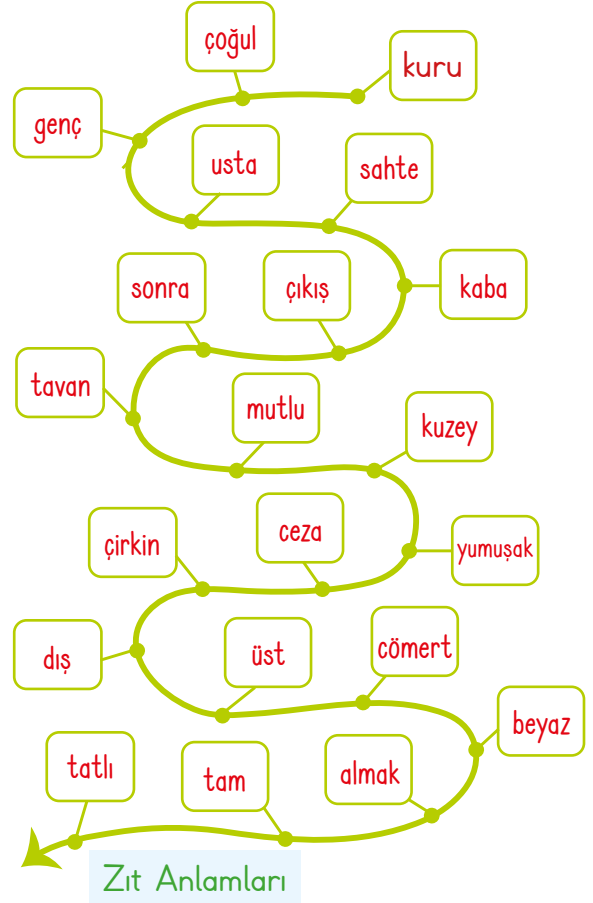 çoğul
kuru
genç
usta
sahte
sonra
çıkış
kaba
tavan
mutlu
kuzey
çirkin
ceza
yumuşak
dış
üst
cömert
beyaz
tatlı
tam
almak
Zıt Anlamları